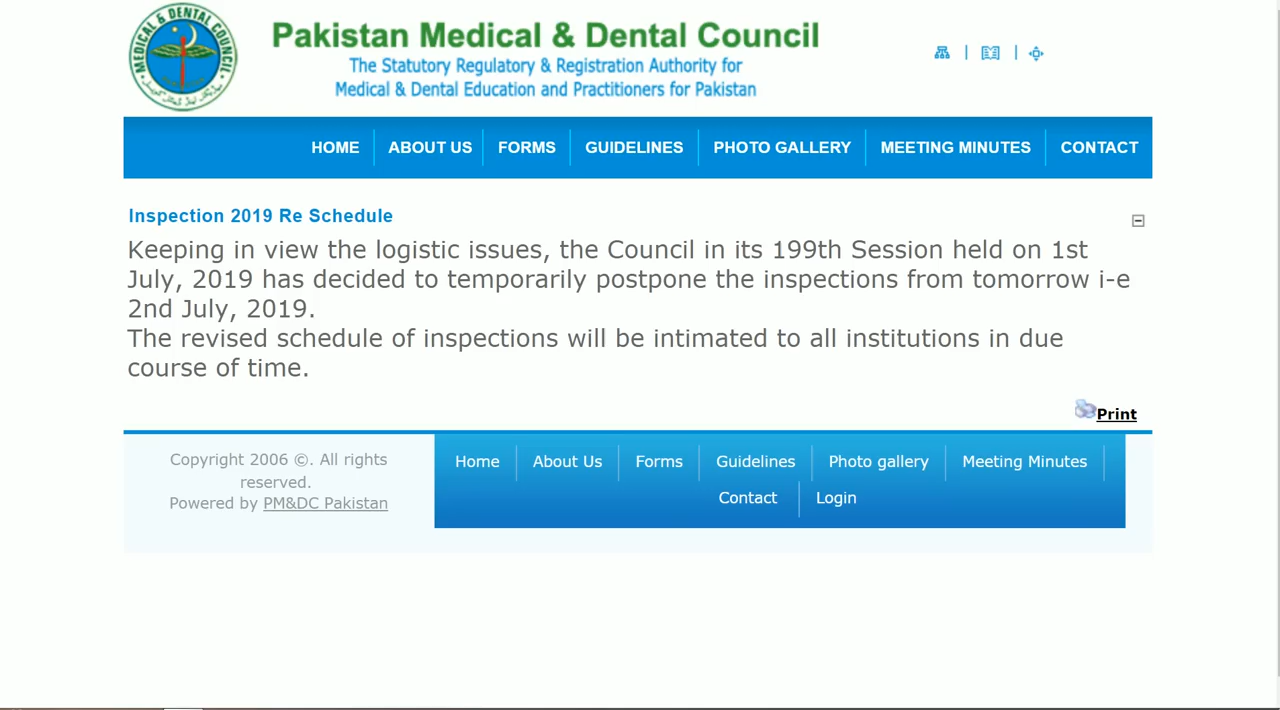 MEDICAL & DENTAL COUNCIL
Pakistan Medical & Dental Council
The Statutory Regulatory & Registration Authority for
Medical & Dental Education and Practitioners for Pakistan
HOME ABOUT US FORMS GUIDELINES PHOTO GALLERY MEETING MINUTES CONTACT
Inspection 2019 Re Schedule
Keeping in view the logistic issues, the Council in its 199th Session held on 1st
July, 2019 has decided to temporarily postpone the inspections from tomorrow i-e
2nd July, 2019.
The revised schedule of inspections will be intimated to all institutions in due
course of time.
Print
Copyright 2006 ©. All rights
reserved.
Powered by PM&DC Pakistan
Home About Us Forms Guidelines Photo gallery Meeting Minutes
Contact Login